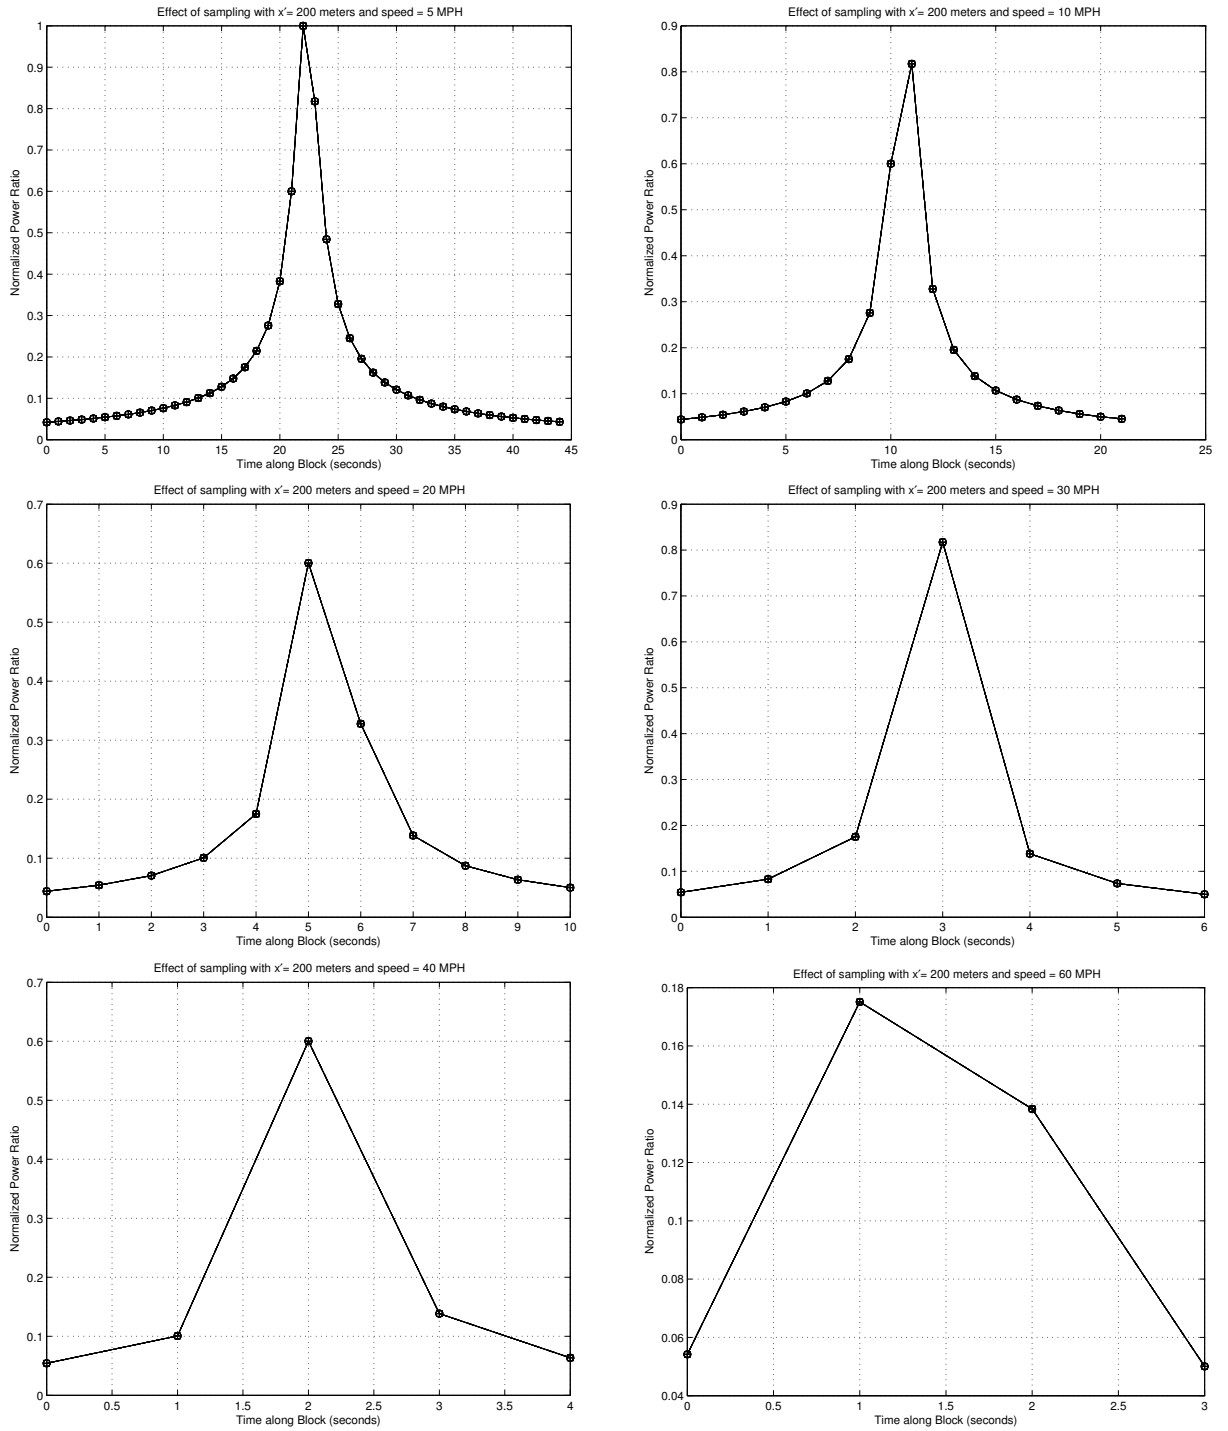 Effect of sampling with x′= 200 meters and speed = 5 MPH
1
0.9
0.8
0.7
0.6
0.5
0.4
0.3
0.2
0.1
0
Normalized Power Ratio
0 5 10 15 20 25 30 35 40 45
Time along Block (seconds)
Effect of sampling with x′= 200 meters and speed = 10 MPH
0.9
0.8
0.7
0.6
0.5
0.4
0.3
0.2
0.1
0
Normalized Power Ratio
0 5 10 15 20 25
Time along Block (seconds)
Effect of sampling with x′= 200 meters and speed = 20 MPH
0.7
0.6
0.5
0.4
0.3
0.2
0.1
0
Normalized Power Ratio
0 1 2 3 4 5 6 7 8 9 10
Time along Block (seconds)
Effect of sampling with x′= 200 meters and speed = 30 MPH
0.9
0.8
0.7
0.6
0.5
0.4
0.3
0.2
0.1
0
Normalized Power Ratio
0 1 2 3 4 5 6
Time along Block (seconds)
Effect of sampling with x′= 200 meters and speed = 40 MPH
0.7
0.6
0.5
0.4
0.3
0.2
0.1
0
Normalized Power Ratio
0 0.5 1 1.5 2 2.5 3 3.5 4
Time along Block (seconds)
Effect of sampling with x′= 200 meters and speed = 60 MPH
0.18
0.16
0.14
0.12
0.1
0.08
0.06
0.04
Normalized Power Ratio
0 0.5 1 1.5 2 2.5 3
Time along Block (seconds)